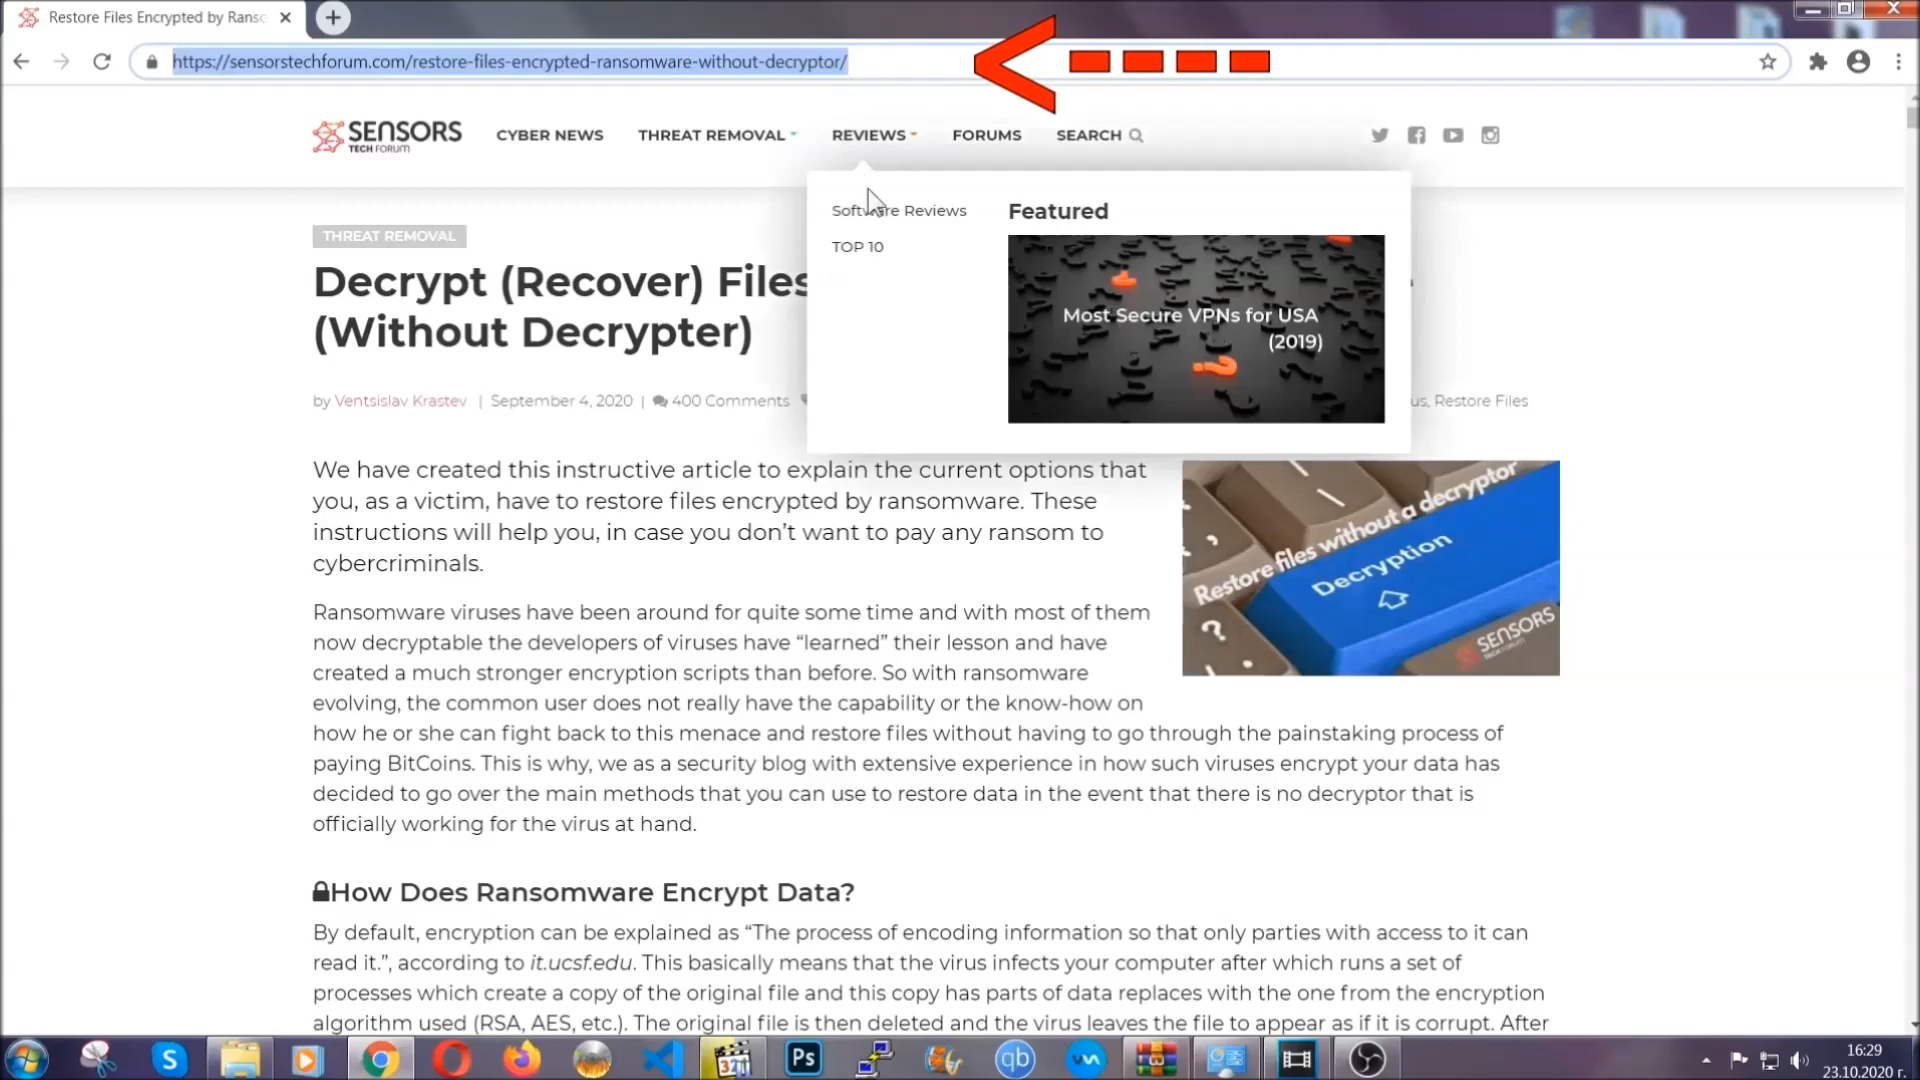 Restore Files Encrypted by Ranso
https://sensorstechforum.com/restore-files-encrypted-ransomware-without-decryptor/
SENSORS
TECH FORUM
CYBER NEWS
THREAT REMOVAL
REVIEWS
FORUMS
SEARCH
Software Reviews
TOP 10
Featured
Most Secure VPNs for USA
(2019)
THREAT REMOVAL
Decrypt (Recover) Files
(Without Decrypter)
by Ventsislav Krastev | September 4, 2020 | 400 Comments
us, Restore Files
We have created this instructive article to explain the current options that
you, as a victim, have to restore files encrypted by ransomware. These
instructions will help you, in case you don’t want to pay any ransom to
cybercriminals.
Restore files without a decryptor
Decryption
SENSORS
TECH FORUM
Ransomware viruses have been around for quite some time and with most of them
now decryptable the developers of viruses have “learned” their lesson and have
created a much stronger encryption scripts than before. So with ransomware
evolving, the common user does not really have the capability or the know-how on
how he or she can fight back to this menace and restore files without having to go through the painstaking process of
paying BitCoins. This is why, we as a security blog with extensive experience in how such viruses encrypt your data has
decided to go over the main methods that you can use to restore data in the event that there is no decryptor that is
officially working for the virus at hand.
How Does Ransomware Encrypt Data?
By default, encryption can be explained as “The process of encoding information so that only parties with access to it can
read it.”, according to it.ucsf.edu. This basically means that the virus infects your computer after which runs a set of
processes which create a copy of the original file and this copy has parts of data replaces with the one from the encryption
algorithm used (RSA, AES, etc.). The original file is then deleted and the virus leaves the file to appear as if it is corrupt. After
S
321
Ps
qb
16:29
23.10.2020 г.